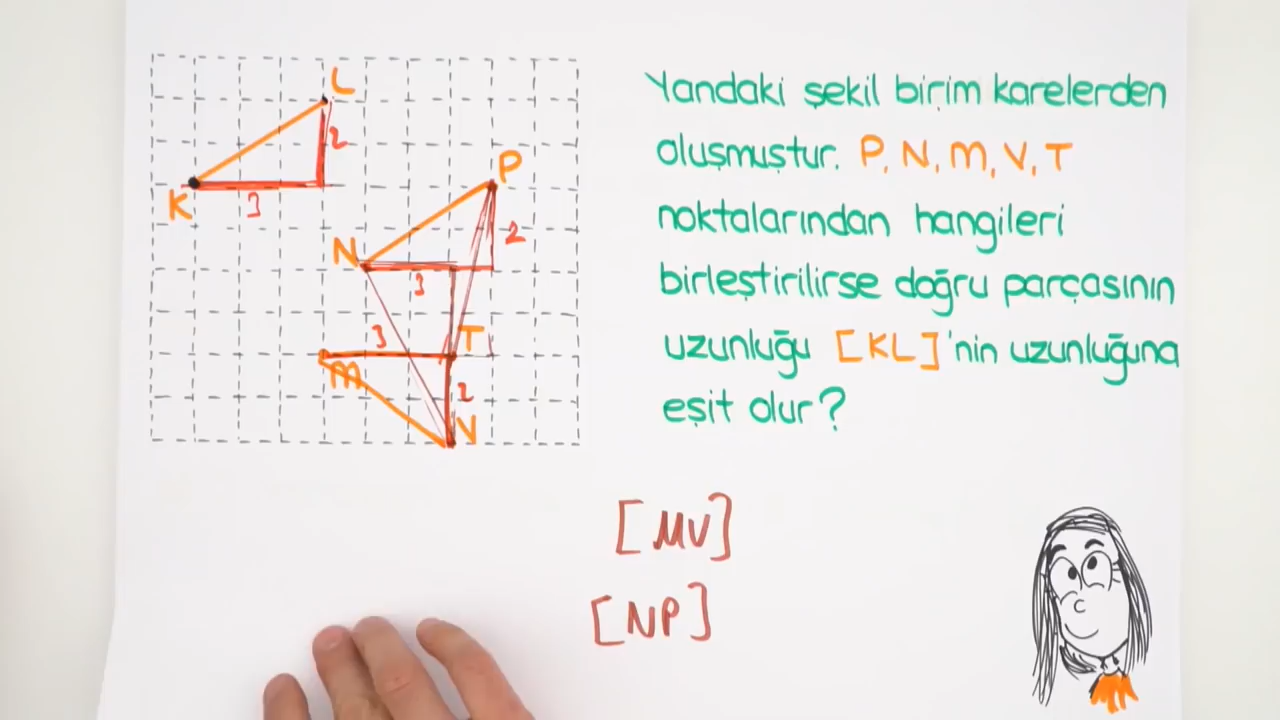 L
2
K
3
P
N
2
3
3
T
M
2
V
Yandaki şekil birim karelerden
oluşmuştur. P, N, M, V, T
noktalarından hangileri
birleştirilirse doğru parçasının
uzunluğu [KL]'nin uzunluğuna
eşit olur?
[MV]
[NP]